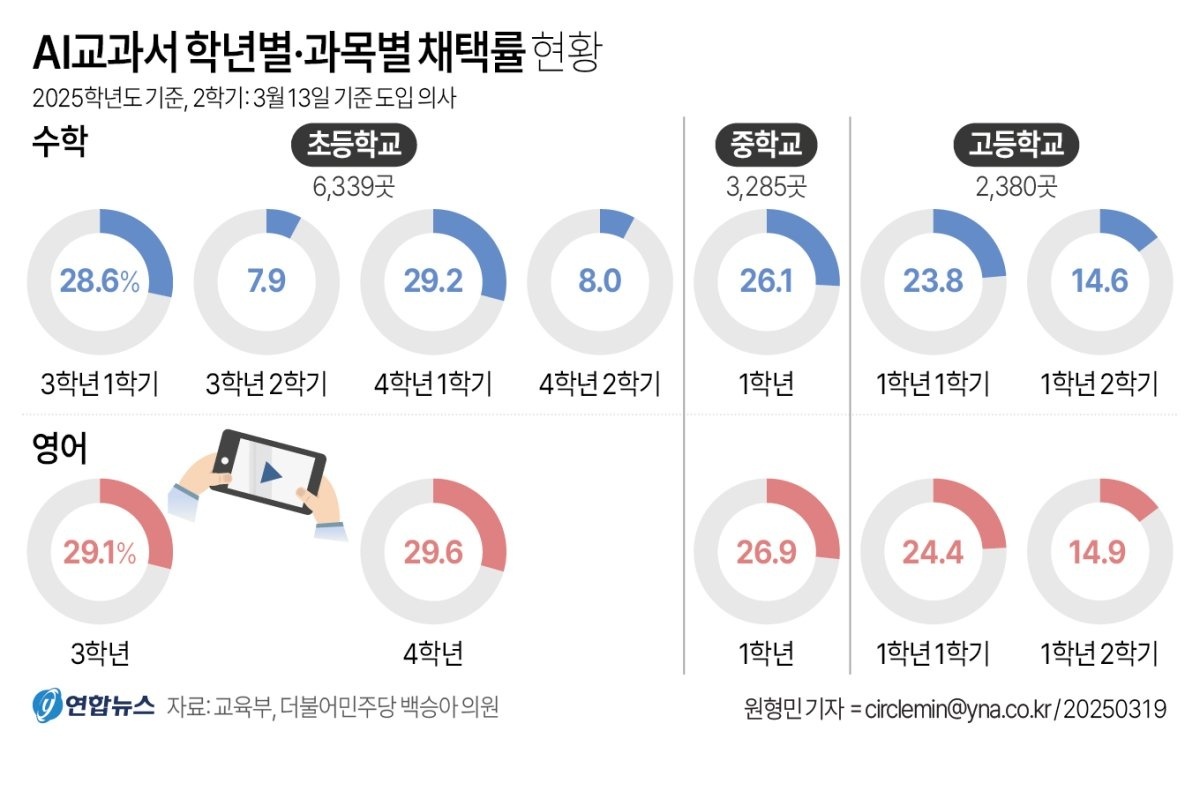 AI교과서 학년별·과목별 채택률 현황
2025학년도 기준, 2학기: 3월 13일 기준 도입 의사
수학
초등학교 중학교 고등학교
6,339곳 3,285곳 2,380곳
28.6% 7.9 29.2 8.0 26.1 23.8 14.6
3학년 1학기 3학년 2학기 4학년 1학기 4학년 2학기 1학년 1학년 1학기 1학년 2학기
영어
29.1% 29.6 26.9 24.4 14.9
3학년 4학년 1학년 1학년 1학기 1학년 2학기
y 연합뉴스 자료: 교육부, 더불어민주당 백승아 의원 원형민 기자 = circlemin@yna.co.kr / 20250319